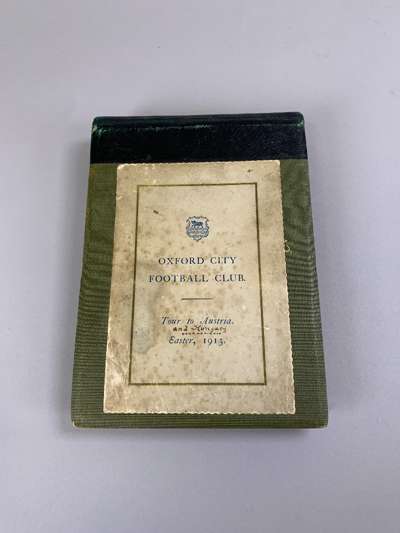 OXFORD CITY
FOOTBALL CLUB.
Tour to Austria.
and Hungary
Easter, 1913.